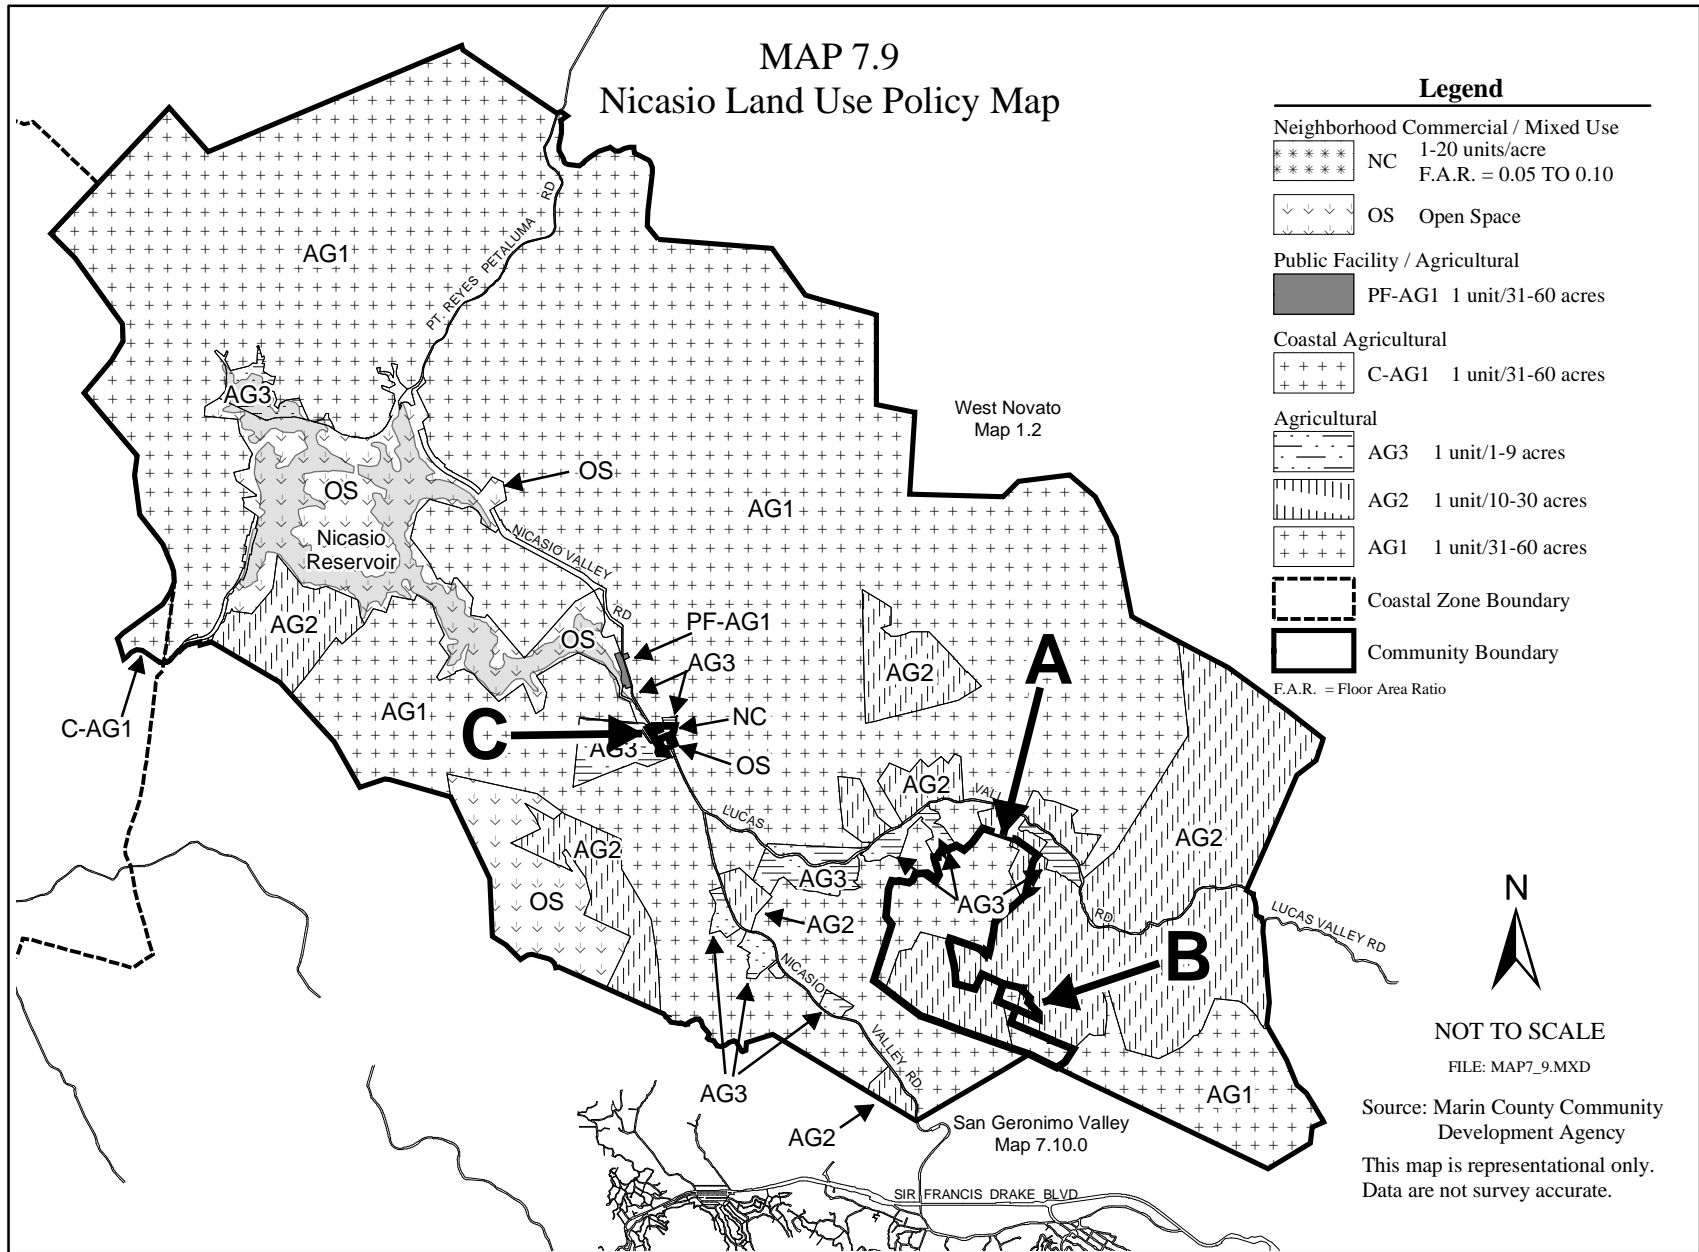 MAP 7.9
Nicasio Land Use Policy Map
Legend
Neighborhood Commercial / Mixed Use
NC 1-20 units/acre
F.A.R. = 0.05 TO 0.10
OS Open Space
Public Facility / Agricultural
PF-AG1 1 unit/31-60 acres
Coastal Agricultural
C-AG1 1 unit/31-60 acres
Agricultural
AG3 1 unit/1-9 acres
AG2 1 unit/10-30 acres
AG1 1 unit/31-60 acres
Coastal Zone Boundary
Community Boundary
F.A.R. = Floor Area Ratio
AG1
PT. REYES PETALUMA RD
AG3
West Novato
Map 1.2
OS
OS
AG1
Nicasio
Reservoir
NICASIO VALLEY RD
AG2
OS
PF-AG1
AG3
AG2
A
C-AG1
AG1
C
NC
AG3
OS
AG2
LUCAS VALL
AG2
AG2
AG3
OS
AG3
AG2
RD
LUCAS VALLEY RD
B
NICASIO VALLEY RD
AG3
AG1
AG2
San Geronimo Valley
Map 7.10.0
SIR FRANCIS DRAKE BLVD
N
NOT TO SCALE
FILE: MAP7_9.MXD
Source: Marin County Community
Development Agency
This map is representational only.
Data are not survey accurate.